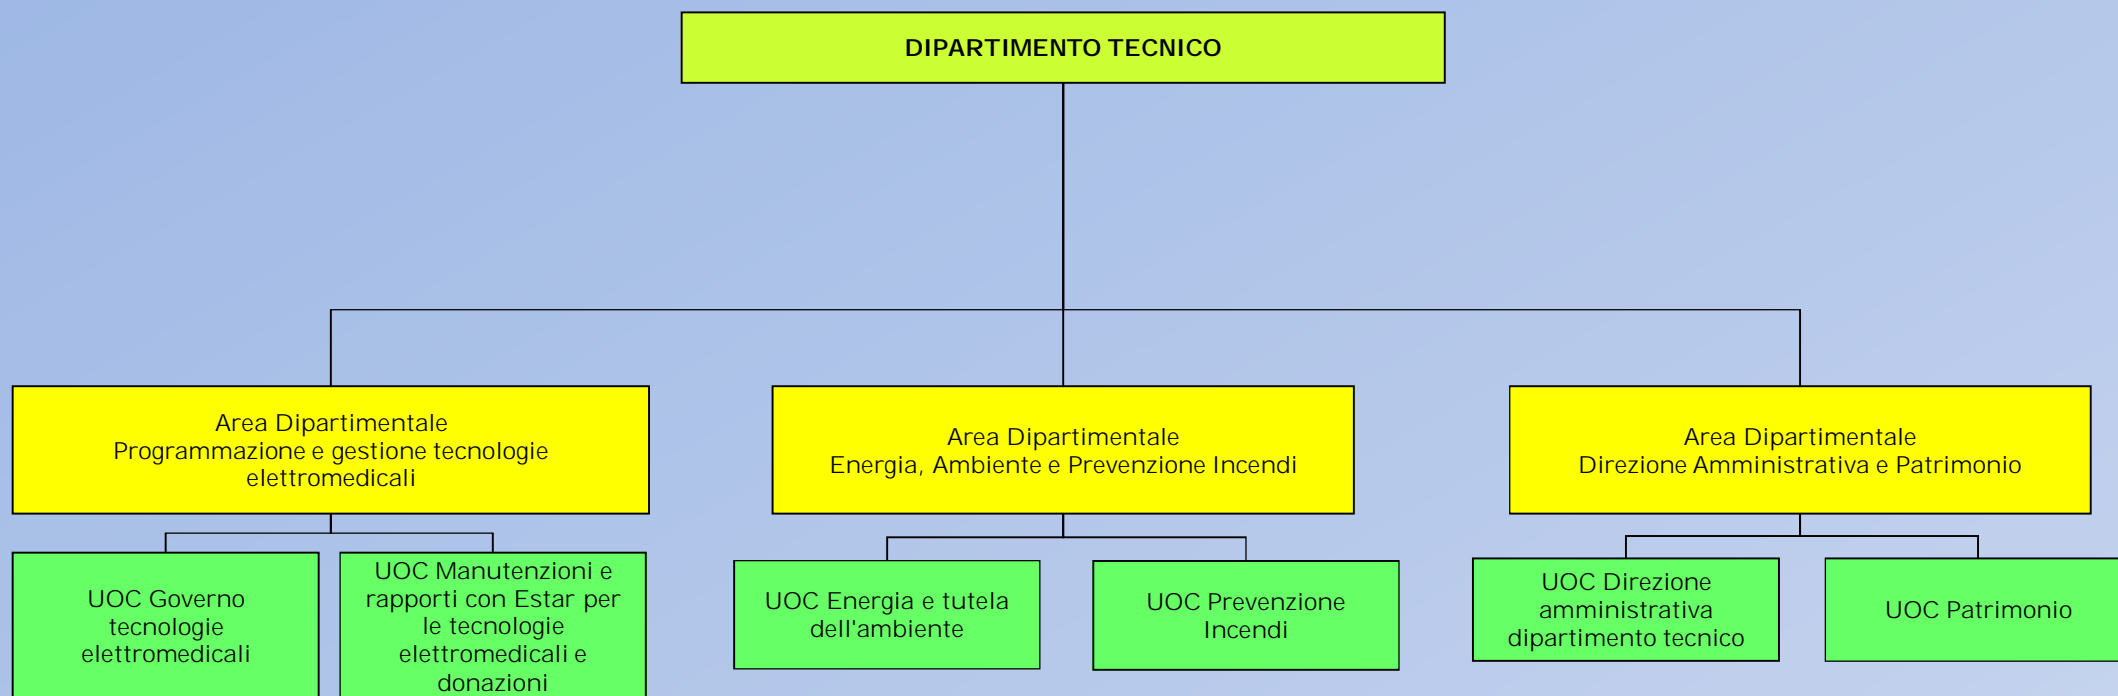 DIPARTIMENTO TECNICO
Area Dipartimentale
Programmazione e gestione tecnologie
elettromedicali
Area Dipartimentale
Energia, Ambiente e Prevenzione Incendi
Area Dipartimentale
Direzione Amministrativa e Patrimonio
UOC Governo
tecnologie
elettromedicali
UOC Manutenzioni e
rapporti con Estar per
le tecnologie
elettromedicali e
donazioni
UOC Energia e tutela
dell'ambiente
UOC Prevenzione
Incendi
UOC Direzione
amministrativa
dipartimento tecnico
UOC Patrimonio